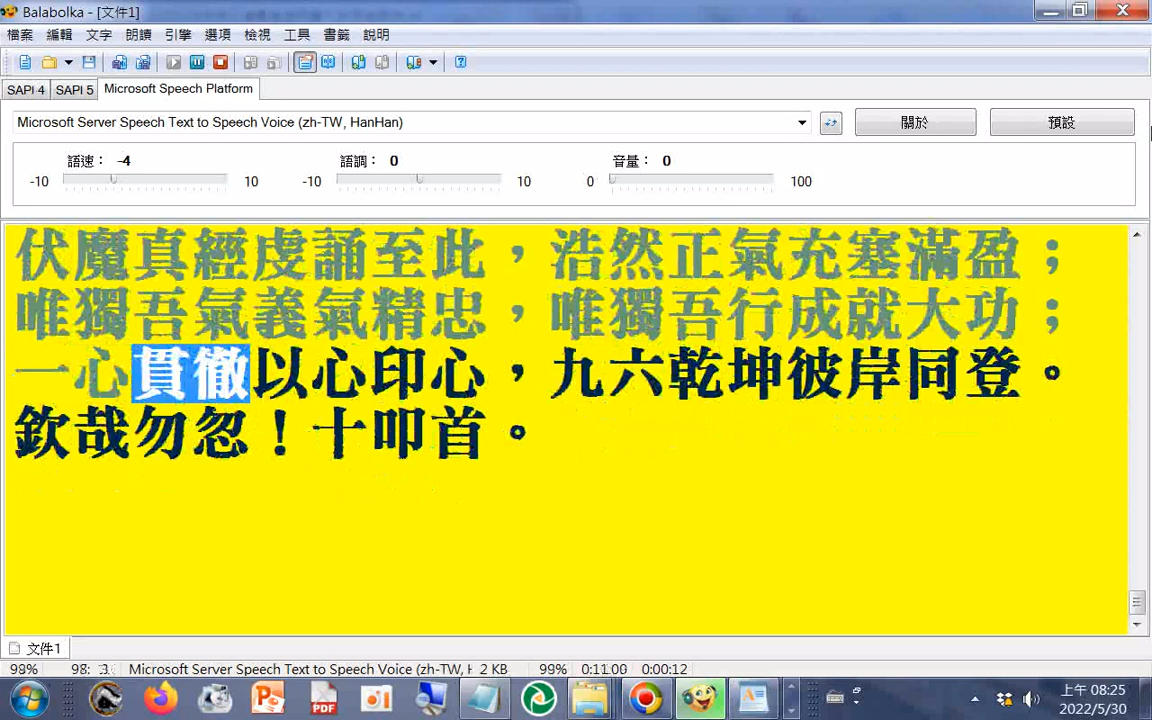 Balabolka - [文件1]
檔案 編輯 文字 朗讀 引擎 選項 檢視 工具 書籤 說明
SAPI 4 SAPI 5 Microsoft Speech Platform
Microsoft Server Speech Text to Speech Voice (zh-TW, HanHan) 關於 預設
語速： -4 語調： 0 音量： 0
-10 10 -10 10 0 100
伏魔真經虔誦至此，浩然正氣充塞滿盈；
唯獨吾氣義氣精忠，唯獨吾行成就大功；
一心貫徹以心印心，九六乾坤彼岸同登。
欽哉勿忽！十叩首。
文件1
98% 98: 3 Microsoft Server Speech Text to Speech Voice (zh-TW, H 2 KB 99% 0:11:00 0:00:12
PDF
上午 08:25
2022/5/30